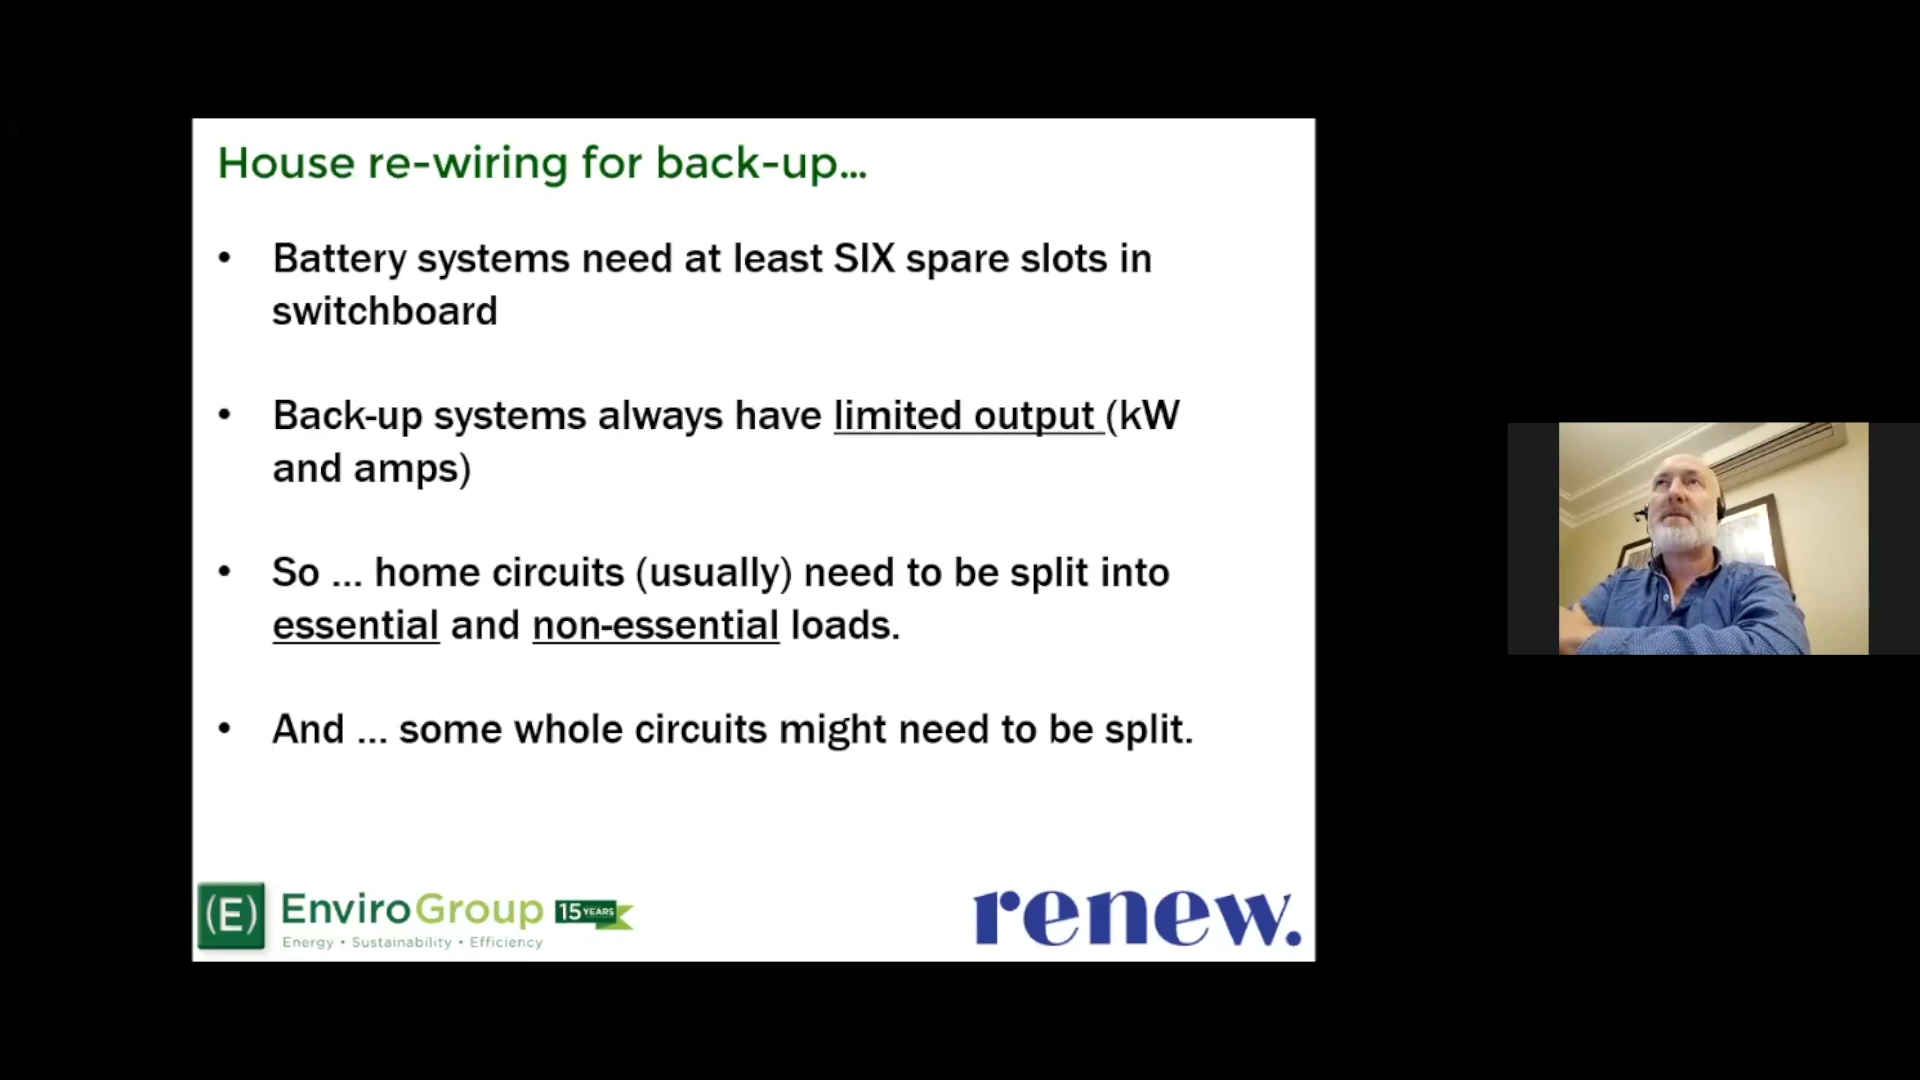 House re-wiring for back-up...
• Battery systems need at least SIX spare slots in
switchboard
• Back-up systems always have limited output (kW
and amps)
• So ... home circuits (usually) need to be split into
essential and non-essential loads.
• And ... some whole circuits might need to be split.
(E) EnviroGroup 15 YEARS
Energy • Sustainability • Efficiency
renew.